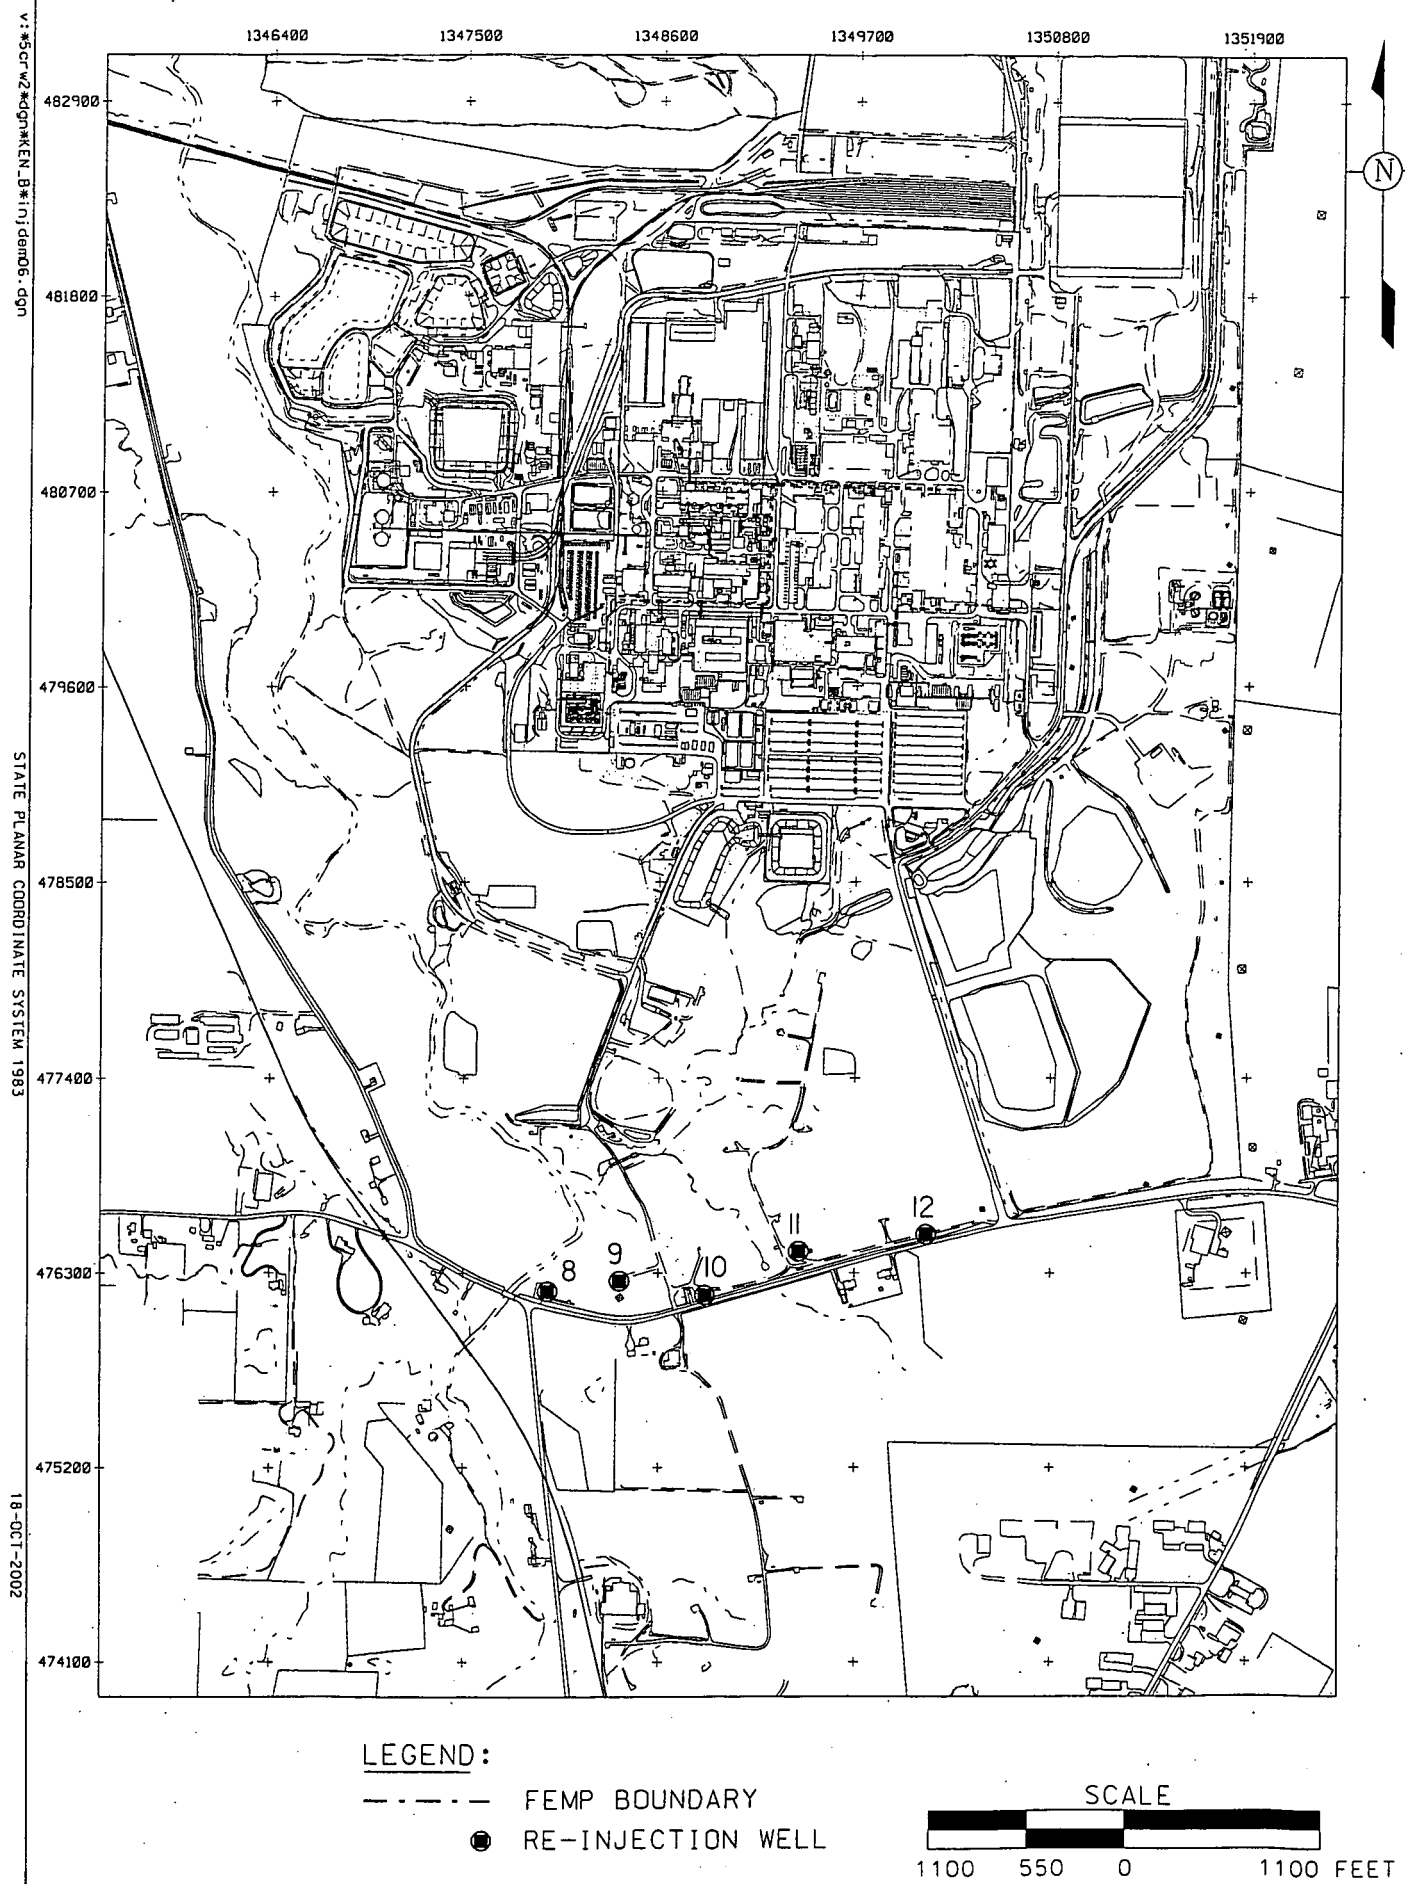 1346400 1347500 1348600 1349700 1350800 1351900
482900
N
481800
480700
479600
478500
477400
476300
475200
474100
8
9
10
11
12
v:*5crw2*dgn*KEN_B*injdem06.dgn
STATE PLANAR COORDINATE SYSTEM 1983
18-OCT-2002
LEGEND:
FEMP BOUNDARY
RE-INJECTION WELL
SCALE
1100 550 0 1100 FEET